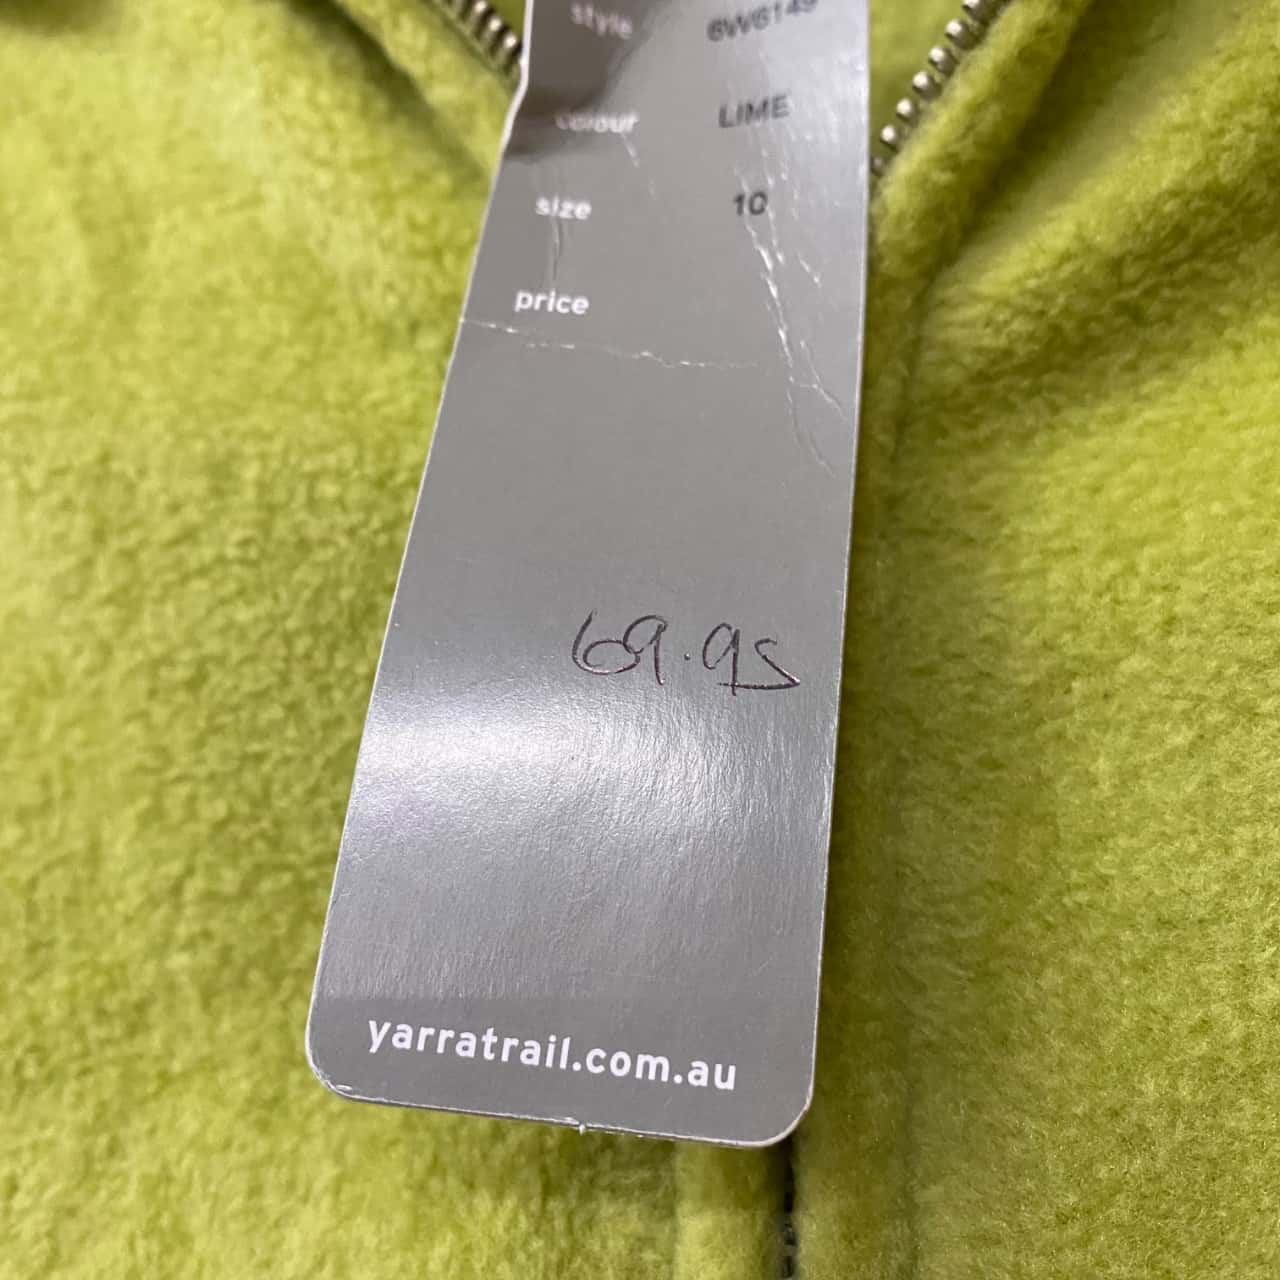 style 6W6149
colour LIME
size 10
price
69.95
yarratrail.com.au